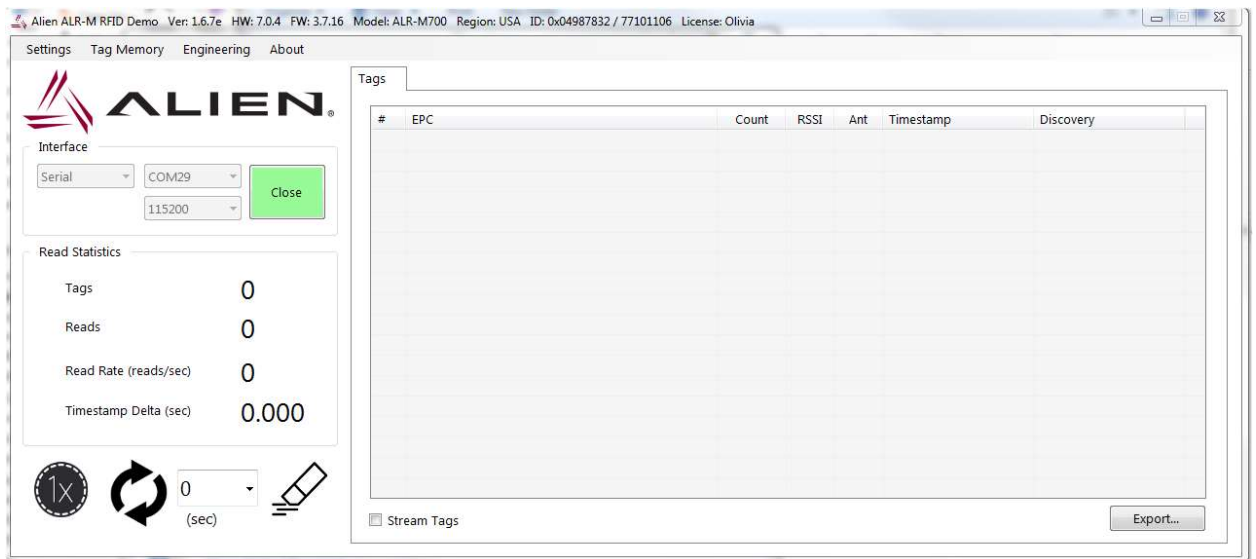 Alien ALR-M RFID Demo Ver: 1.6.7e HW: 7.0.4 FW: 3.7.16 Model: ALR-M700 Region: USA ID: 0x04987832 / 77101106 License: Olivia
Settings Tag Memory Engineering About
ALIEN®
Interface
Serial COM29
115200
Close
Read Statistics
Tags 0
Reads 0
Read Rate (reads/sec) 0
Timestamp Delta (sec) 0.000
1x
0
(sec)
Tags
# EPC Count RSSI Ant Timestamp Discovery
Stream Tags
Export...